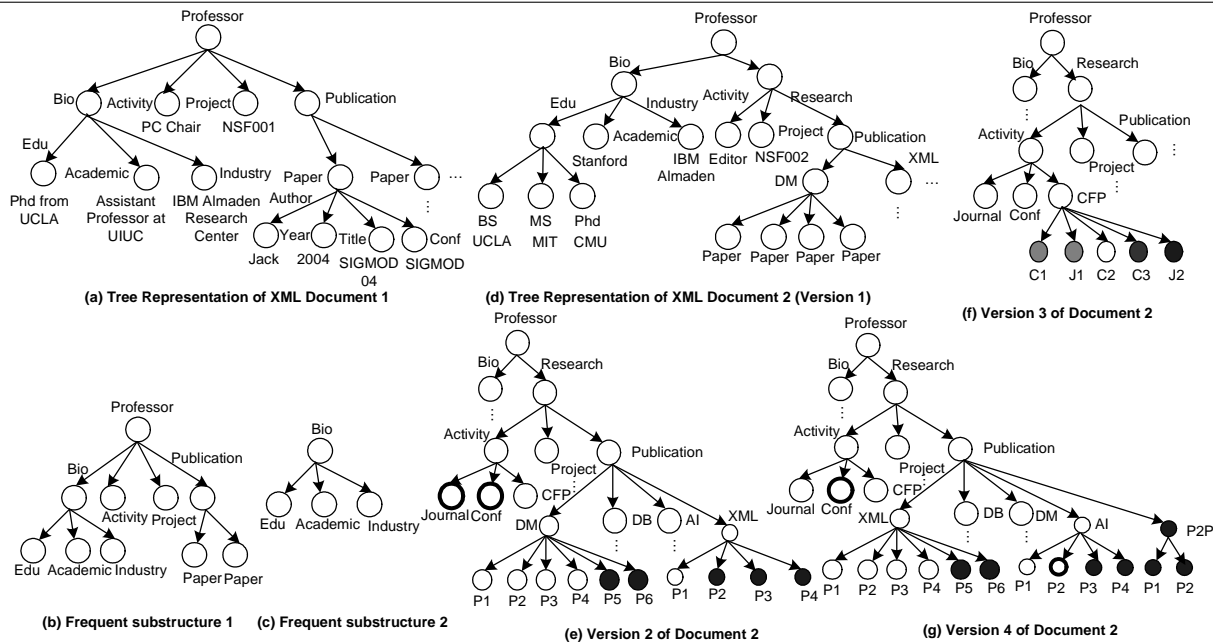 Professor
Bio
Activity
Project
Publication
PC Chair
NSF001
Edu
Academic
Industry
Paper
Paper
...
Phd from
UCLA
Assistant
Professor at
UIUC
IBM Almaden
Research
Center
Author
Year
Title
Conf
Jack
2004
SIGMOD
04
SIGMOD
(a) Tree Representation of XML Document 1
Professor
Bio
Research
Edu
Industry
Activity
Academic
Project
Publication
Stanford
IBM
Almaden
Editor
NSF002
XML
...
DM
BS
UCLA
MS
MIT
Phd
CMU
Paper
Paper
Paper
Paper
(d) Tree Representation of XML Document 2 (Version 1)
Professor
Bio
Research
Publication
Activity
Project
CFP
Journal
Conf
C1
J1
C2
C3
J2
(f) Version 3 of Document 2
Professor
Bio
Publication
Activity
Project
Edu
Academic
Industry
Paper
Paper
(b) Frequent substructure 1
Bio
Edu
Academic
Industry
(c) Frequent substructure 2
Professor
Bio
Research
Activity
Publication
Project
Journal
Conf
CFP
DM
DB
AI
XML
P1
P2
P3
P4
P5
P6
P1
P2
P3
P4
(e) Version 2 of Document 2
Professor
Bio
Research
Activity
Publication
Project
Journal
Conf
CFP
XML
DB
DM
AI
P2P
P1
P2
P3
P4
P5
P6
P1
P2
P3
P4
P1
P2
(g) Version 4 of Document 2